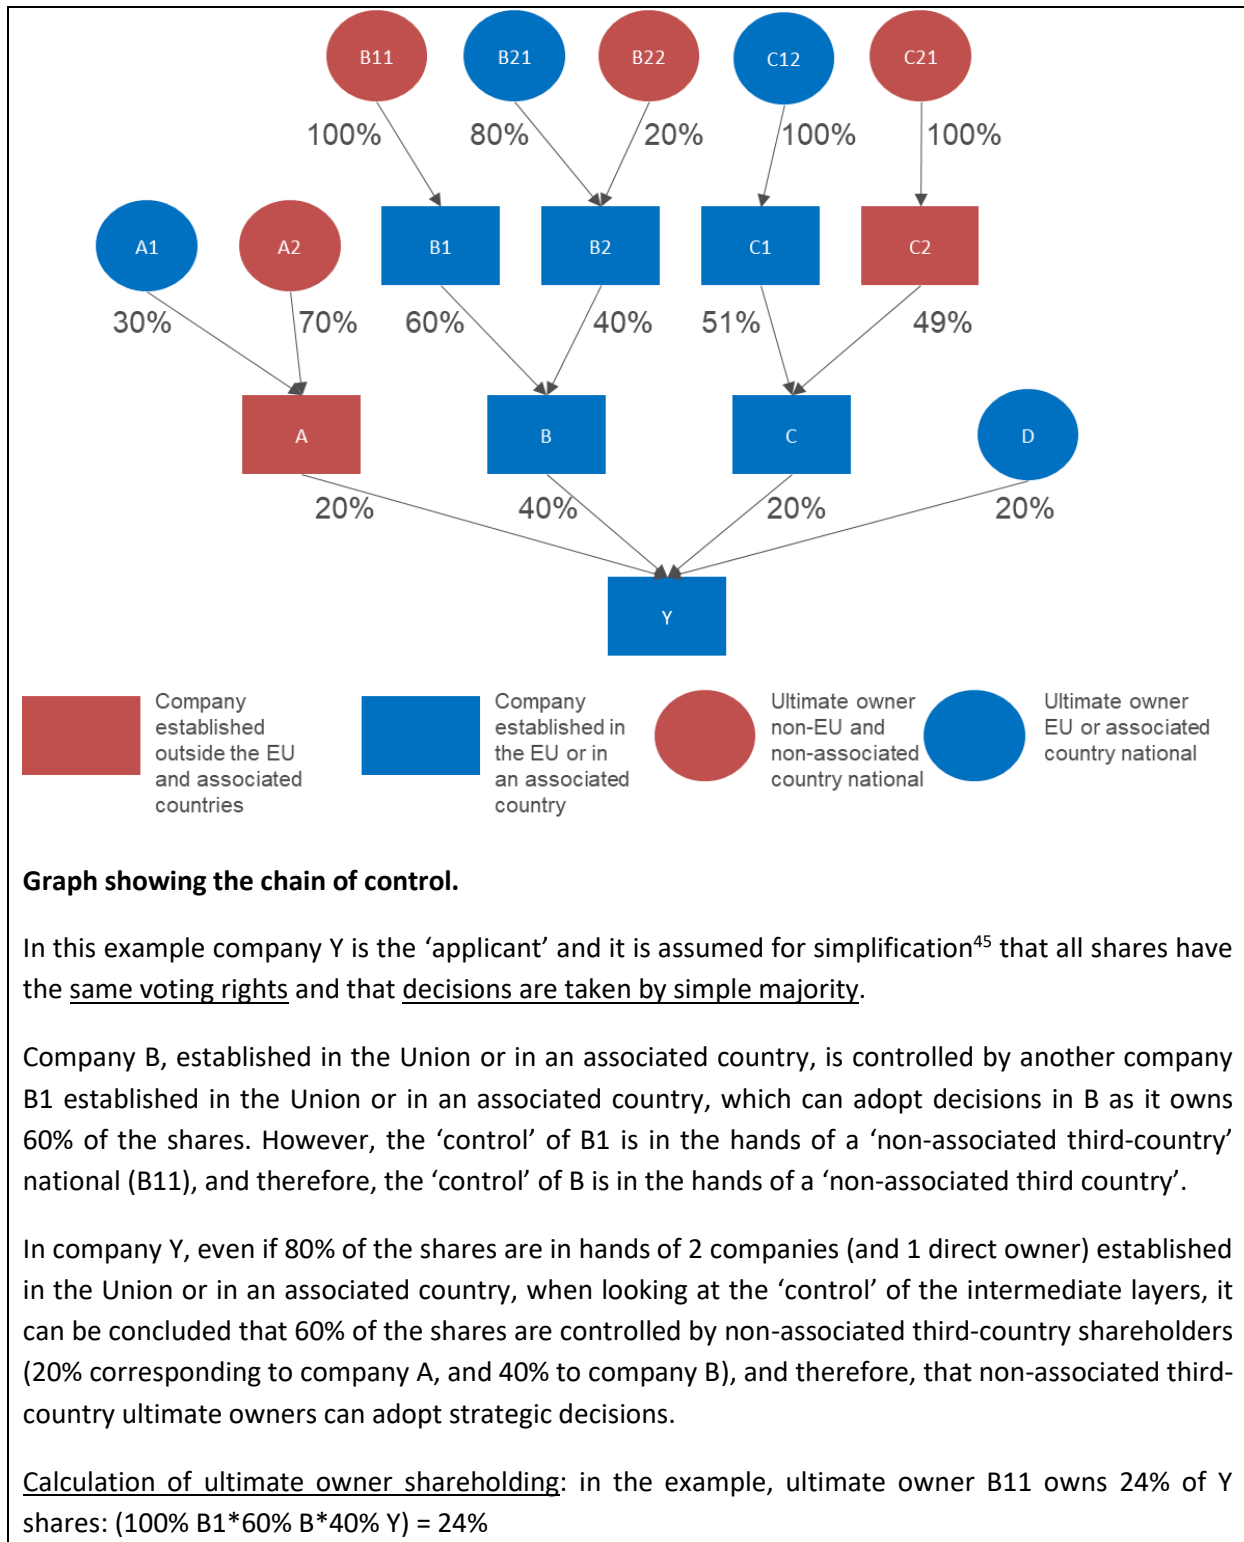 B11 B21 B22 C12 C21
100% 80% 20% 100% 100%
A1 A2 B1 B2 C1 C2
30% 70% 60% 40% 51% 49%
A B C D
20% 40% 20% 20%
Y
Company
established
outside the EU
and associated
countries
Company
established in
the EU or in
an associated
country
Ultimate owner
non-EU and
non-associated
country national
Ultimate owner
EU or associated
country national
Graph showing the chain of control.
In this example company Y is the ‘applicant’ and it is assumed for simplification45 that all shares have
the same voting rights and that decisions are taken by simple majority.
Company B, established in the Union or in an associated country, is controlled by another company
B1 established in the Union or in an associated country, which can adopt decisions in B as it owns
60% of the shares. However, the ‘control’ of B1 is in the hands of a ‘non-associated third-country’
national (B11), and therefore, the ‘control’ of B is in the hands of a ‘non-associated third country’.
In company Y, even if 80% of the shares are in hands of 2 companies (and 1 direct owner) established
in the Union or in an associated country, when looking at the ‘control’ of the intermediate layers, it
can be concluded that 60% of the shares are controlled by non-associated third-country shareholders
(20% corresponding to company A, and 40% to company B), and therefore, that non-associated third-
country ultimate owners can adopt strategic decisions.
Calculation of ultimate owner shareholding: in the example, ultimate owner B11 owns 24% of Y
shares: (100% B1*60% B*40% Y) = 24%